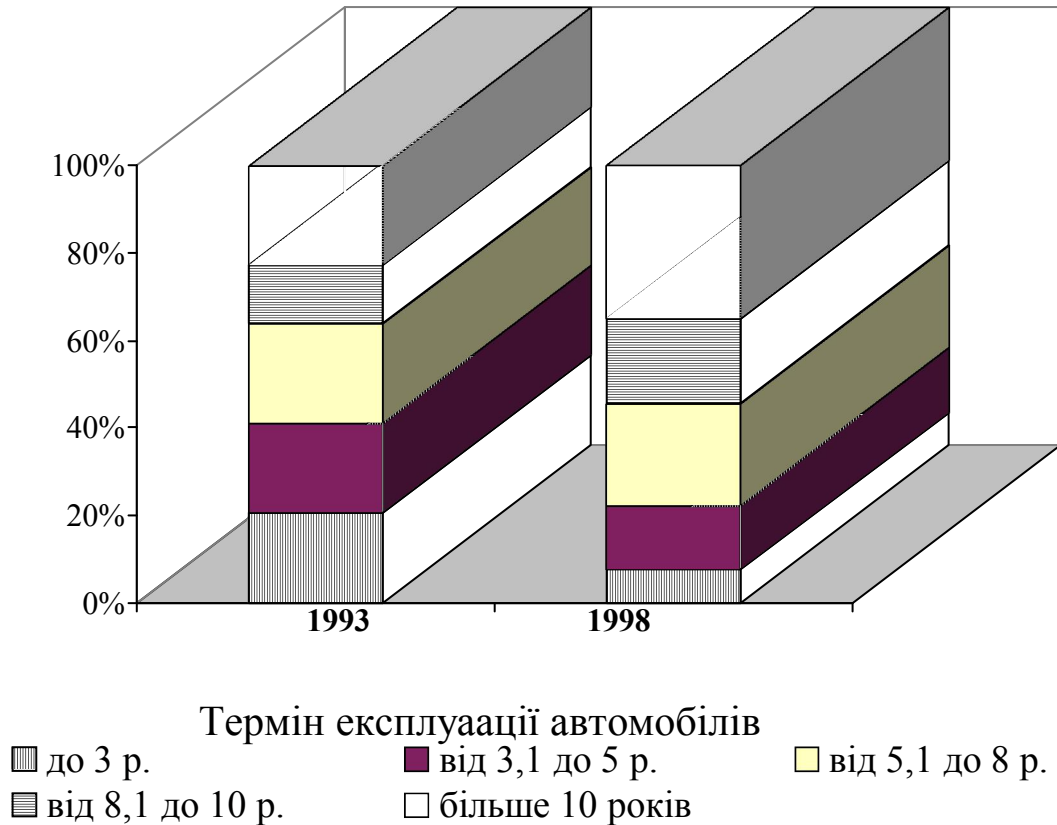 100%
80%
60%
40%
20%
0%
1993 1998
Термін експлуаації автомобілів
до 3 р. від 3,1 до 5 р. від 5,1 до 8 р.
від 8,1 до 10 р. більше 10 років